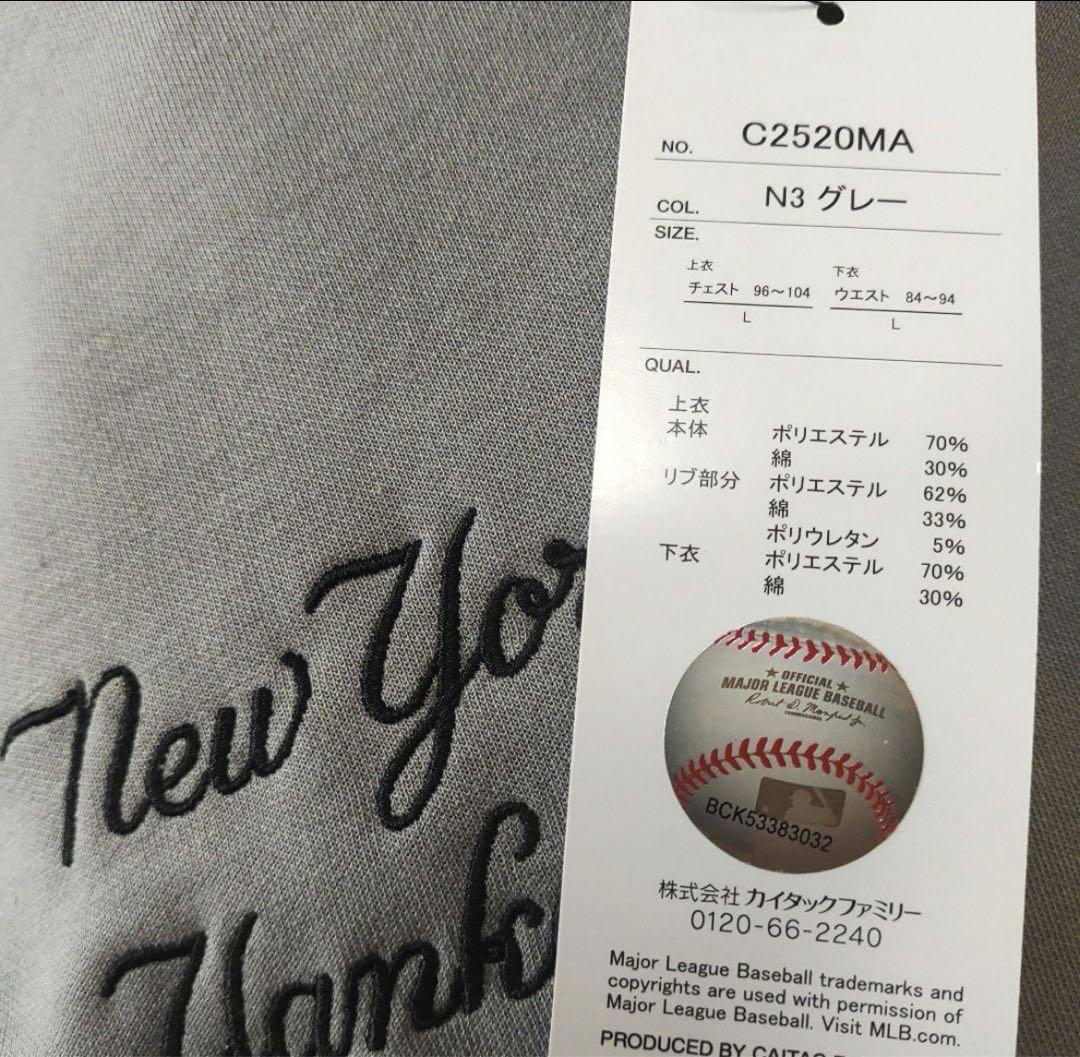 NO. C2520MA
COL. N3 グレー
SIZE.
上衣 下衣
チェスト 96～104 ウエスト 84～94
L L
QUAL.
上衣
本体 ポリエステル 70%
綿 30%
リブ部分 ポリエステル 62%
綿 33%
ポリウレタン 5%
下衣 ポリエステル 70%
綿 30%
★ OFFICIAL ★
MAJOR LEAGUE BASEBALL
BCK53383032
株式会社 カイタックファミリー
0120-66-2240
Major League Baseball trademarks and
copyrights are used with permission of
Major League Baseball. Visit MLB.com.
PRODUCED BY CAITAC
New Yor
Yank